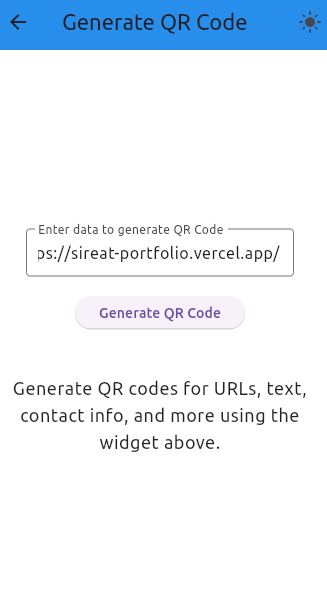 Generate QR Code
Enter data to generate QR Code
ps://sireat-portfolio.vercel.app/
Generate QR Code
Generate QR codes for URLs, text,
contact info, and more using the
widget above.